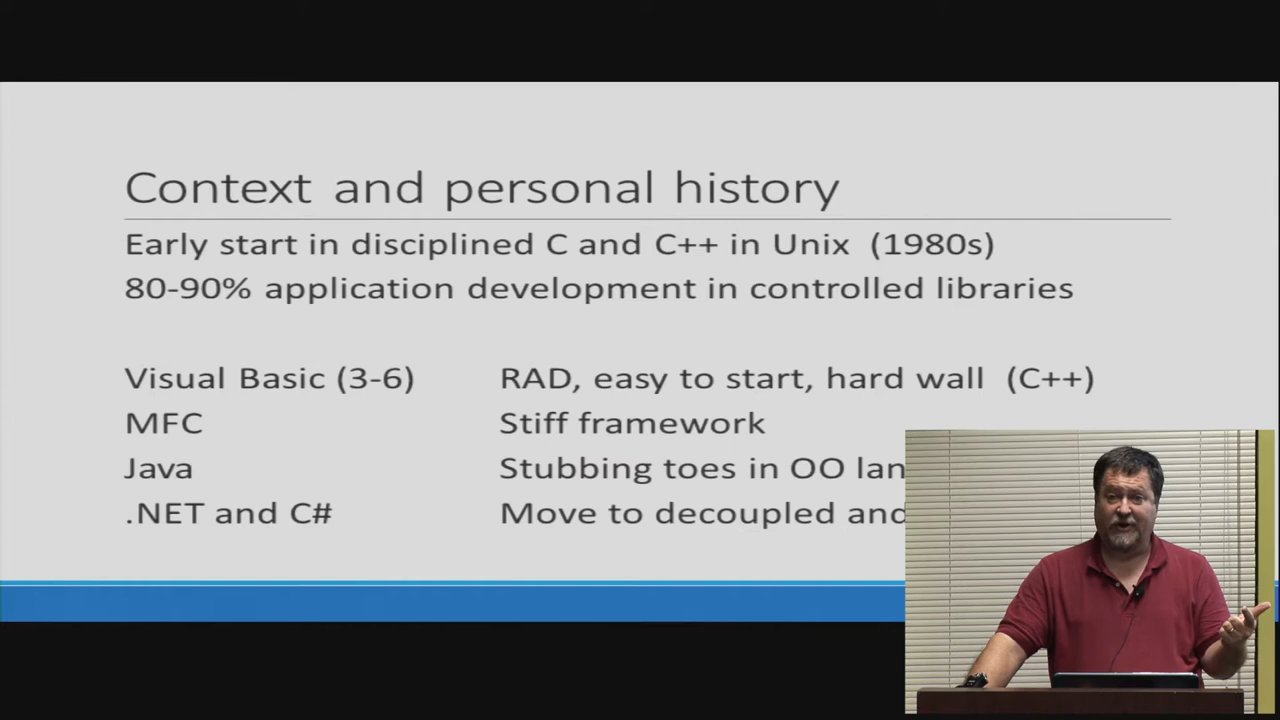 Context and personal history
Early start in disciplined C and C++ in Unix (1980s)
80-90% application development in controlled libraries
Visual Basic (3-6) RAD, easy to start, hard wall (C++)
MFC Stiff framework
Java Stubbing toes in OO
.NET and C# Move to decoupled and